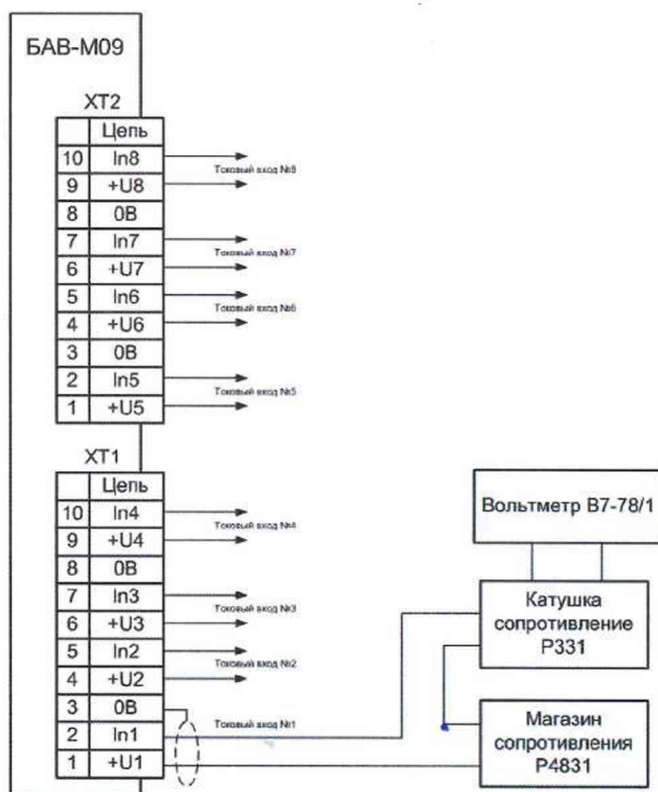 БАВ-М09
XT2
Цепь
10 In8
Токовый вход №8
9 +U8
8 0В
7 In7
Токовый вход №7
6 +U7
5 In6
Токовый вход №6
4 +U6
3 0В
2 In5
Токовый вход №5
1 +U5
XT1
Цепь
10 In4
Токовый вход №4
9 +U4
8 0В
7 In3
Токовый вход №3
6 +U3
5 In2
Токовый вход №2
4 +U2
3 0В
Токовый вход №1
2 In1
1 +U1
Вольтметр В7-78/1
Катушка
сопротивление
Р331
Магазин
сопротивления
Р4831